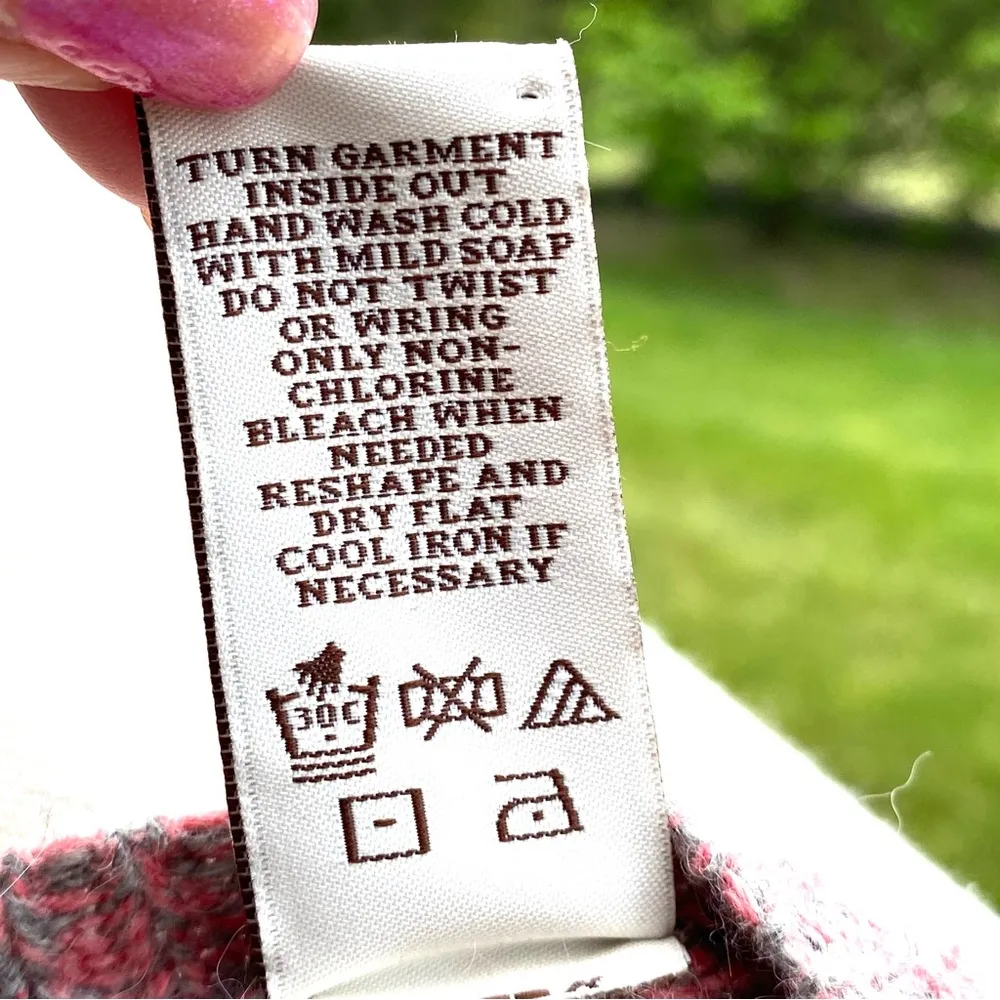 TURN GARMENT
INSIDE OUT
HAND WASH COLD
WITH MILD SOAP
DO NOT TWIST
OR WRING
ONLY NON-
CHLORINE
BLEACH WHEN
NEEDED
RESHAPE AND
DRY FLAT
COOL IRON IF
NECESSARY
30C